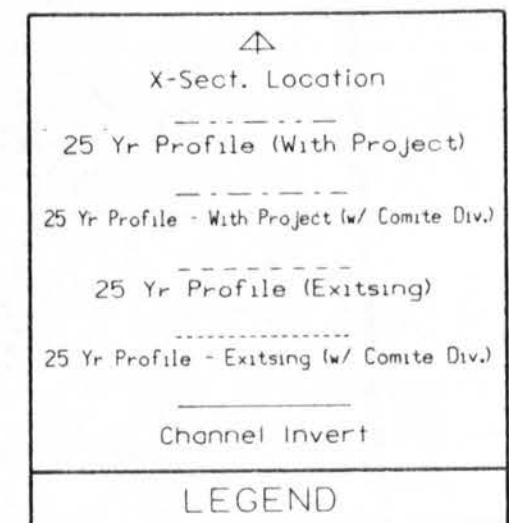 X-Sect. Location
25 Yr Profile (With Project)
25 Yr Profile - With Project (w/ Comite Div.)
25 Yr Profile (Exitsing)
25 Yr Profile - Exitsing (w/ Comite Div.)
Channel Invert
LEGEND